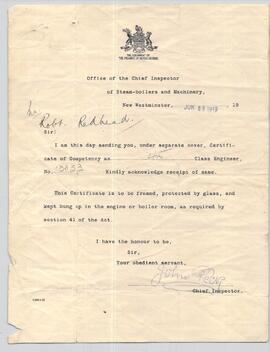 THE GOVERNMENT OF
THE PROVINCE OF BRITISH COLUMBIA
Office of the Chief Inspector
of Steam-boilers and Machinery,
New Westminster, JUN 1913 19
Mr Robt. Redhead.
Sir:
I am this day sending you, under separate cover, Certifi-
cate of Competency as Class Engineer,
No. Kindly acknowledge receipt of same.
This Certificate is to be framed, protected by glass, and
kept hung up in the engine or boiler room, as required by
section 41 of the Act.
I have the honour to be,
Sir,
Your obedient servant,
John Peck
Chief Inspector.